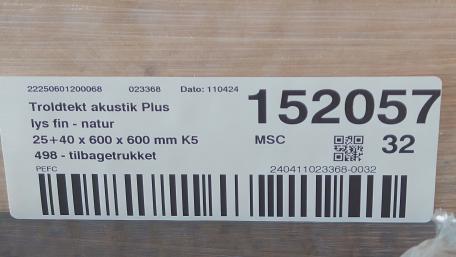 22250601200068 023368 Dato: 110424
Troldtekt akustik Plus
lys fin - natur
25+40 x 600 x 600 mm K5
498 - tilbagetrukket
152057
MSC 32
PEFC 240411023368-0032